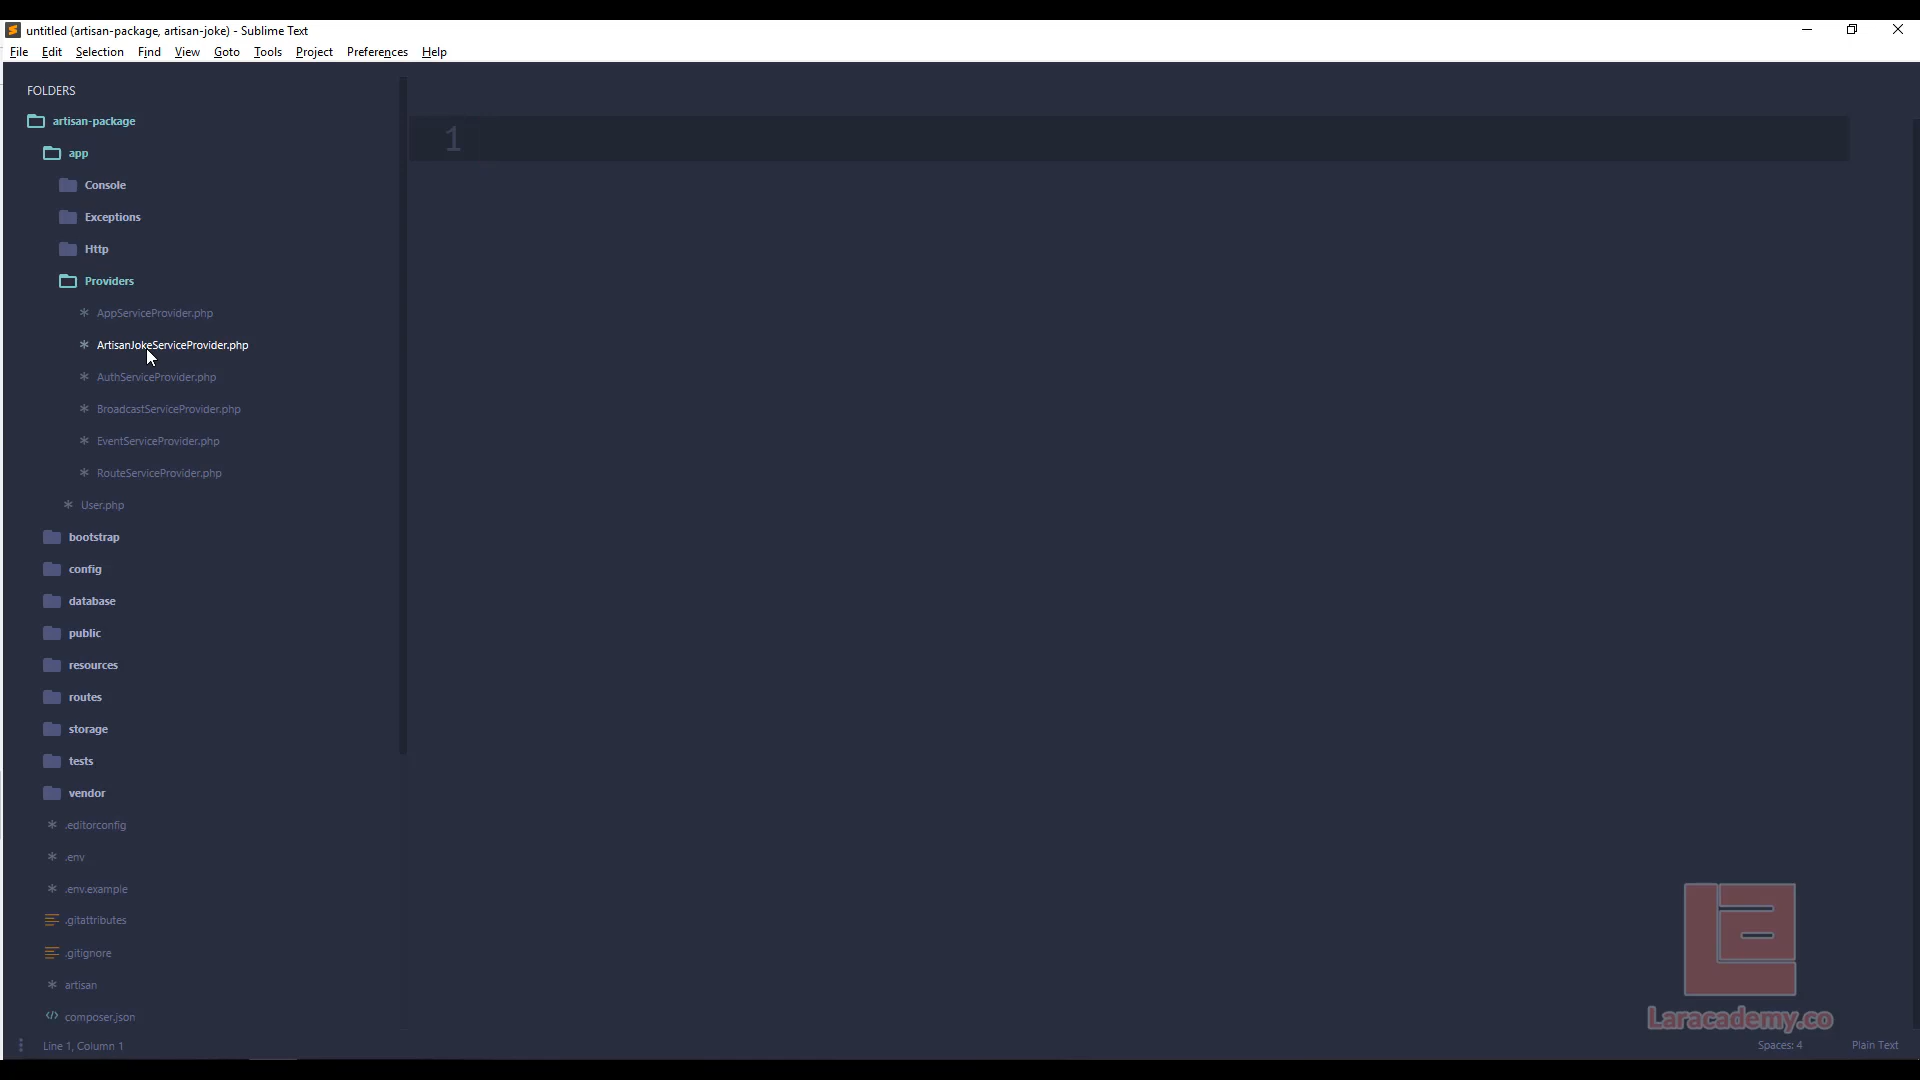 untitled (artisan-package, artisan-joke) - Sublime Text
File Edit Selection Find View Goto Tools Project Preferences Help
FOLDERS
artisan-package
app
Console
Exceptions
Http
Providers
AppServiceProvider.php
ArtisanJokeServiceProvider.php
AuthServiceProvider.php
BroadcastServiceProvider.php
EventServiceProvider.php
RouteServiceProvider.php
User.php
bootstrap
config
database
public
resources
routes
storage
tests
vendor
.editorconfig
.env
.env.example
.gitattributes
.gitignore
artisan
composer.json
1
Laracademy.co
Line 1, Column 1
Spaces: 4
Plain Text